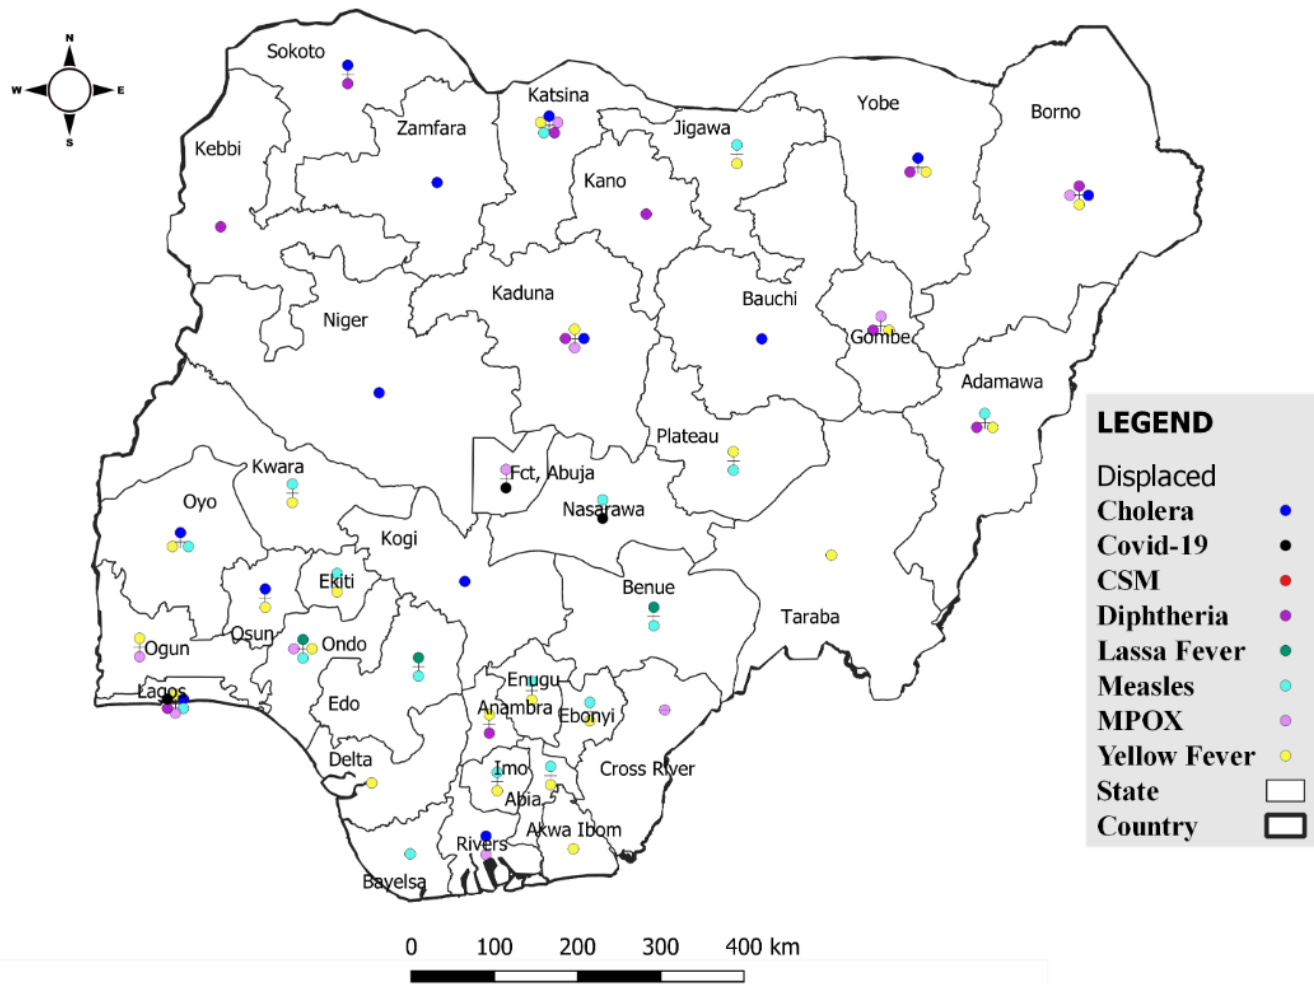 N
W E
S
Sokoto
Katsina
Yobe
Borno
Zamfara
Jigawa
Kebbi
Kano
Kaduna
Bauchi
Niger
Gombe
Adamawa
Plateau
Kwara
Fct, Abuja
Oyo
Nasarawa
Kogi
Ekiti
Benue
Taraba
Osun
Ondo
Ogun
Enugu
Lagos
Edo
Anambra
Ebonyi
Delta
Imo
Cross River
Abia
Akwa Ibom
Rivers
Bayelsa
LEGEND
Displaced
Cholera
Covid-19
CSM
Diphtheria
Lassa Fever
Measles
MPOX
Yellow Fever
State
Country
0 100 200 300 400 km